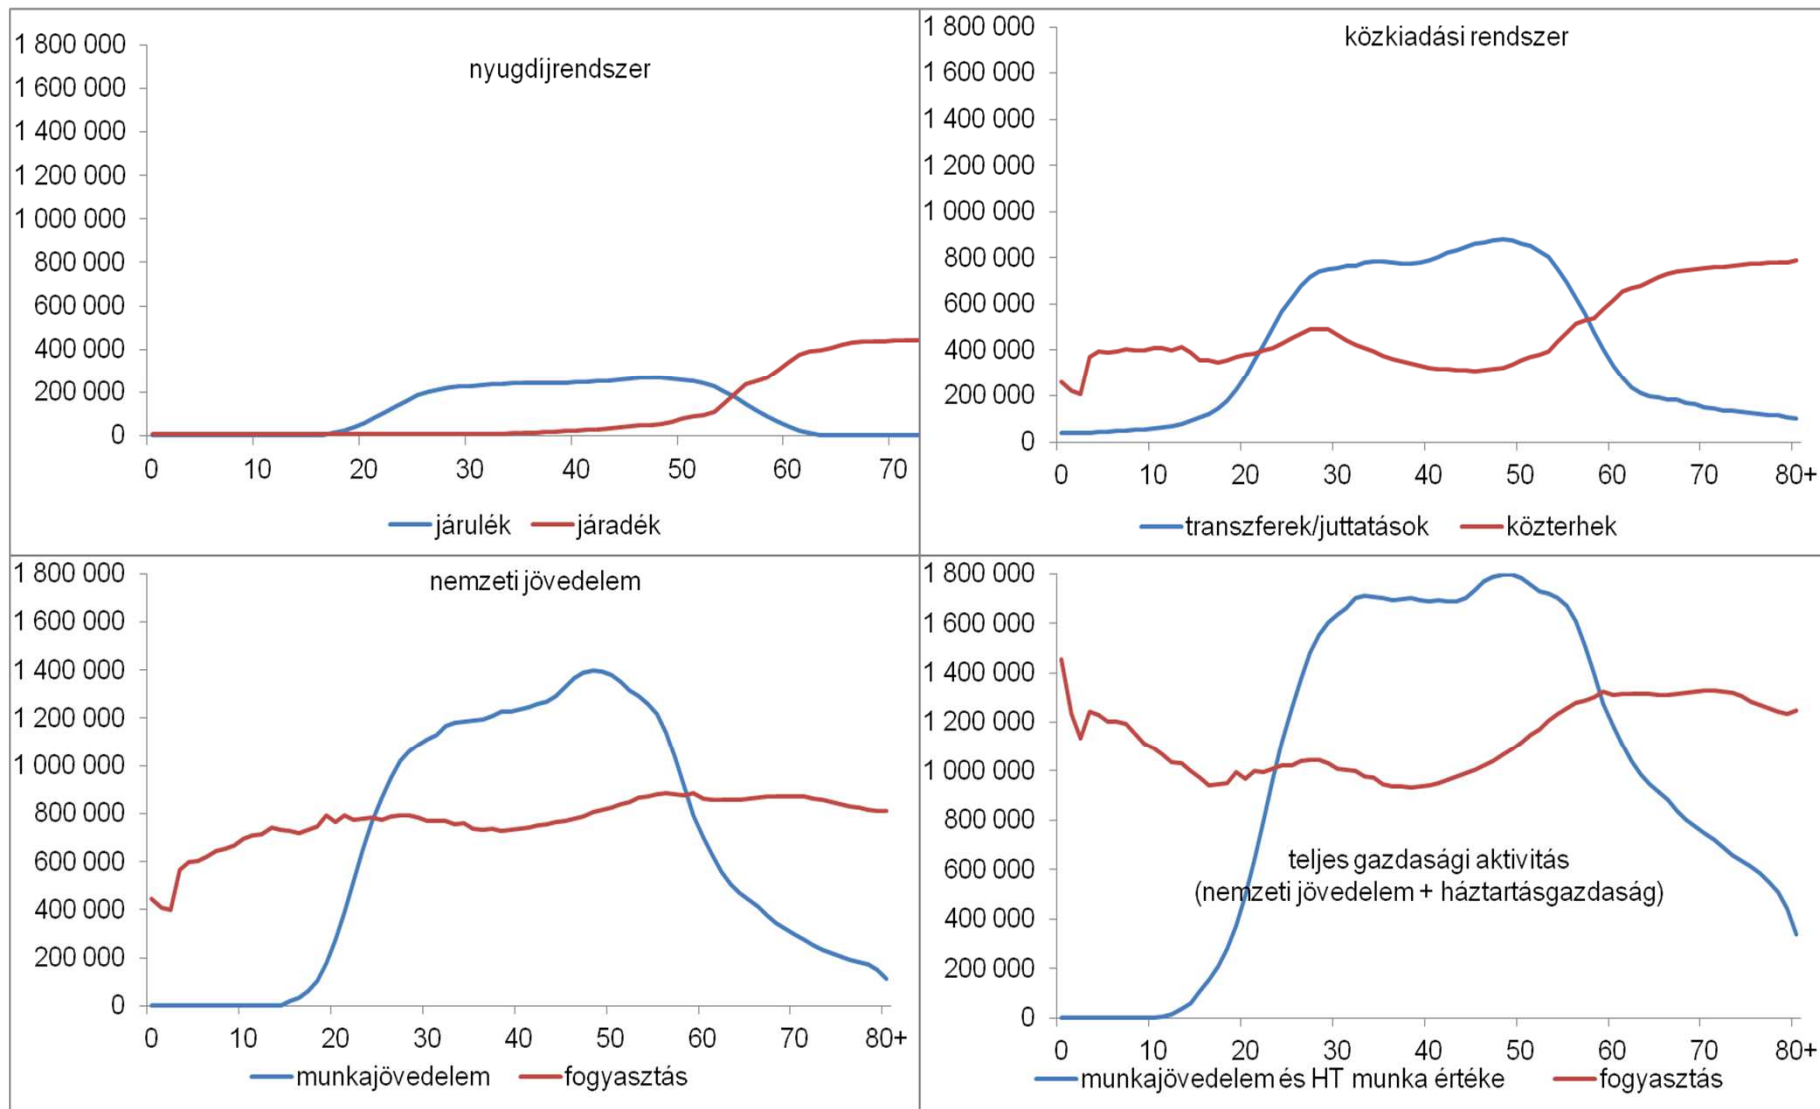 nyugdíjrendszer
1 800 000
1 600 000
1 400 000
1 200 000
1 000 000
800 000
600 000
400 000
200 000
0
0 10 20 30 40 50 60 70
járulék járadék
közkiadási rendszer
1 800 000
1 600 000
1 400 000
1 200 000
1 000 000
800 000
600 000
400 000
200 000
0
0 10 20 30 40 50 60 70 80+
transzferek/juttatások közterhek
nemzeti jövedelem
1 800 000
1 600 000
1 400 000
1 200 000
1 000 000
800 000
600 000
400 000
200 000
0
0 10 20 30 40 50 60 70 80+
munkajövedelem fogyasztás
1 800 000
1 600 000
1 400 000
1 200 000
1 000 000
800 000
600 000
400 000
200 000
0
teljes gazdasági aktivitás
(nemzeti jövedelem + háztartásgazdaság)
0 10 20 30 40 50 60 70 80+
munkajövedelem és HT munka értéke fogyasztás